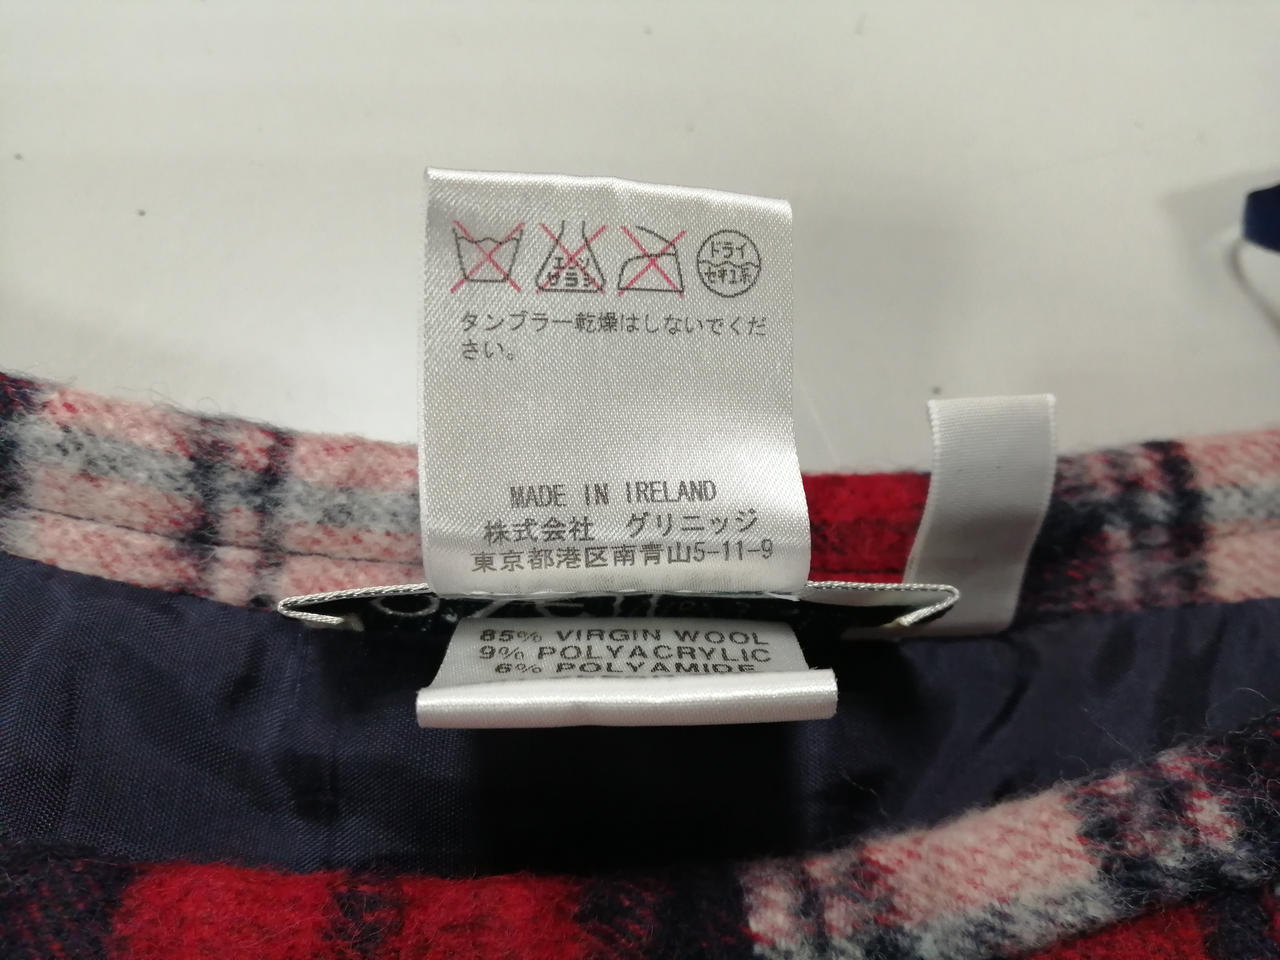 エンソ
サラシ
ドライ
セキユ系
タンブラー乾燥はしないでくだ
さい。
MADE IN IRELAND
株式会社 グリニッジ
東京都港区南青山5-11-9
85% VIRGIN WOOL
9% POLYACRYLIC
6% POLYAMIDE